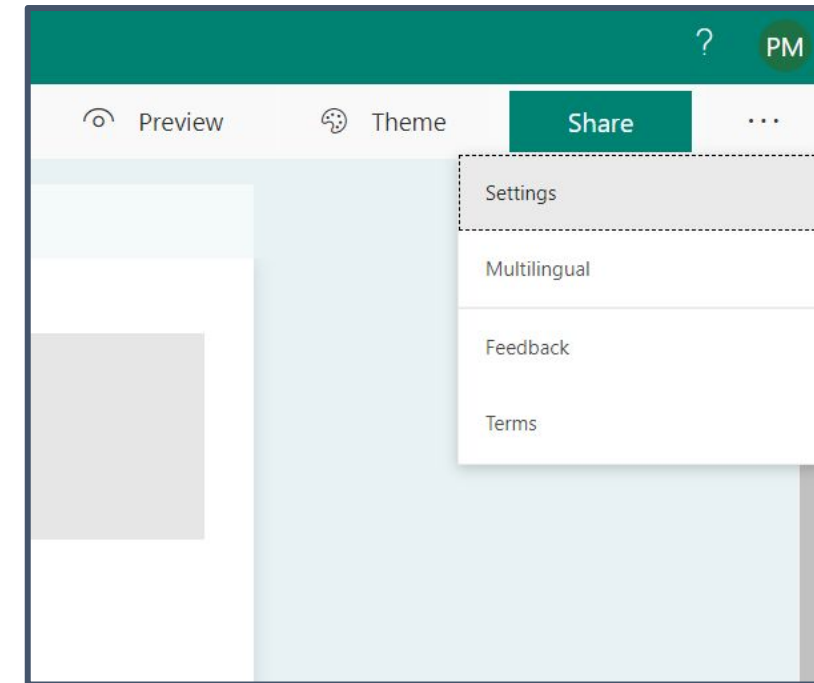 ? PM
Preview Theme Share ...
Settings
Multilingual
Feedback
Terms